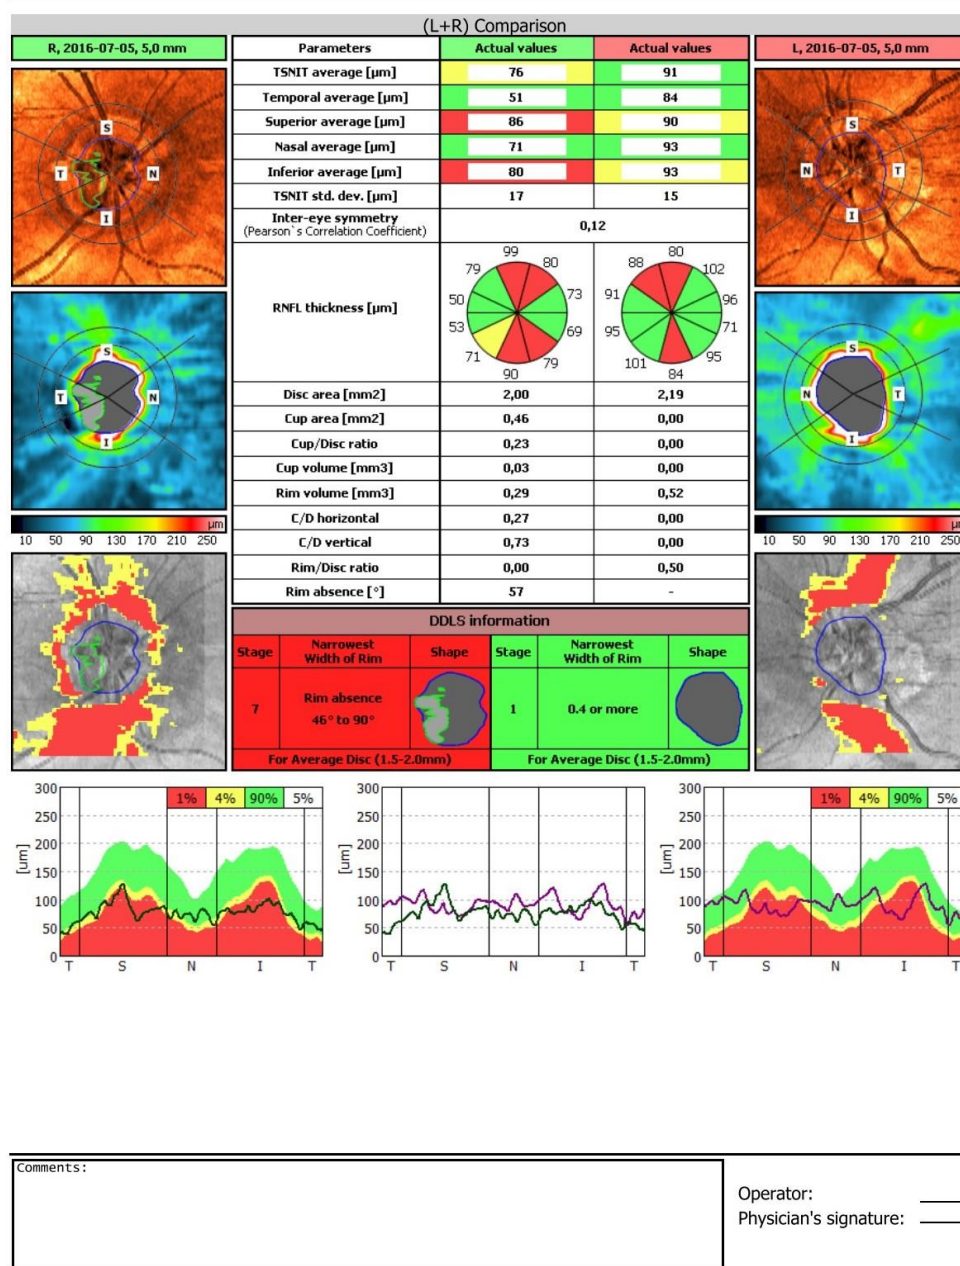 (L+R) Comparison
R, 2016-07-05, 5,0 mm
Parameters Actual values Actual values
L, 2016-07-05, 5,0 mm
TSNIT average [µm] 76 91
Temporal average [µm] 51 84
Superior average [µm] 86 90
Nasal average [µm] 71 93
Inferior average [µm] 80 93
TSNIT std. dev. [µm] 17 15
Inter-eye symmetry
(Pearson`s Correlation Coefficient) 0,12
S
T N
I
S
I
RNFL thickness [µm]
99 80
79 73
50 69
53 79
71 90
80 102
88 96
91 71
95 95
101 84
S
T N
I
S
N T
I
Disc area [mm2] 2,00 2,19
Cup area [mm2] 0,46 0,00
Cup/Disc ratio 0,23 0,00
Cup volume [mm3] 0,03 0,00
Rim volume [mm3] 0,29 0,52
C/D horizontal 0,27 0,00
C/D vertical 0,73 0,00
Rim/Disc ratio 0,00 0,50
Rim absence [°] 57 -
µm
10 50 90 130 170 210 250
10 50 90 130 170 210 250
DDLS information
Stage Narrowest Width of Rim Shape Stage Narrowest Width of Rim Shape
7 Rim absence 46° to 90° 1 0.4 or more
For Average Disc (1.5-2.0mm) For Average Disc (1.5-2.0mm)
300
250
200
150
100
50
0
[um]
1% 4% 90% 5%
T S N I T
300
250
200
150
100
50
0
[um]
T S N I T
300
250
200
150
100
50
0
[um]
1% 4% 90% 5%
T S N I T
Comments:
Operator:
Physician's signature: